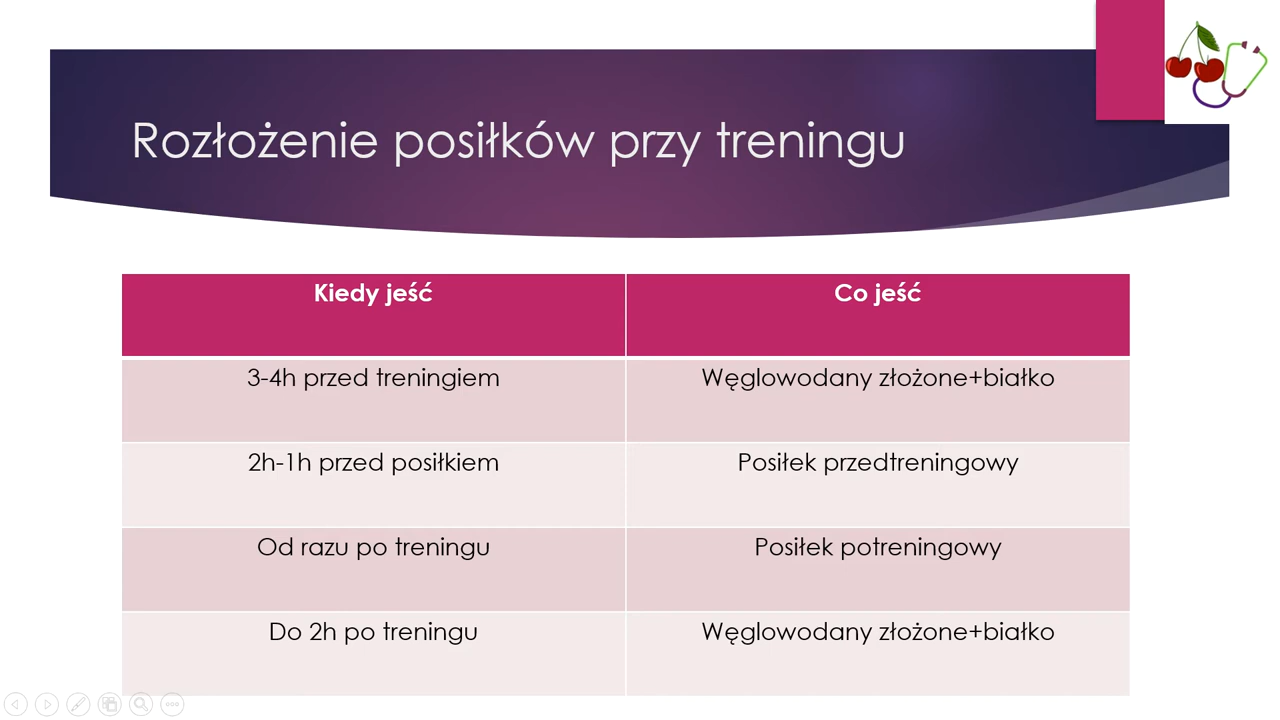 Rozłożenie posiłków przy treningu
Kiedy jeść
Co jeść
3-4h przed treningiem
Węglowodany złożone+białko
2h-1h przed posiłkiem
Posiłek przedtreningowy
Od razu po treningu
Posiłek potreningowy
Do 2h po treningu
Węglowodany złożone+białko